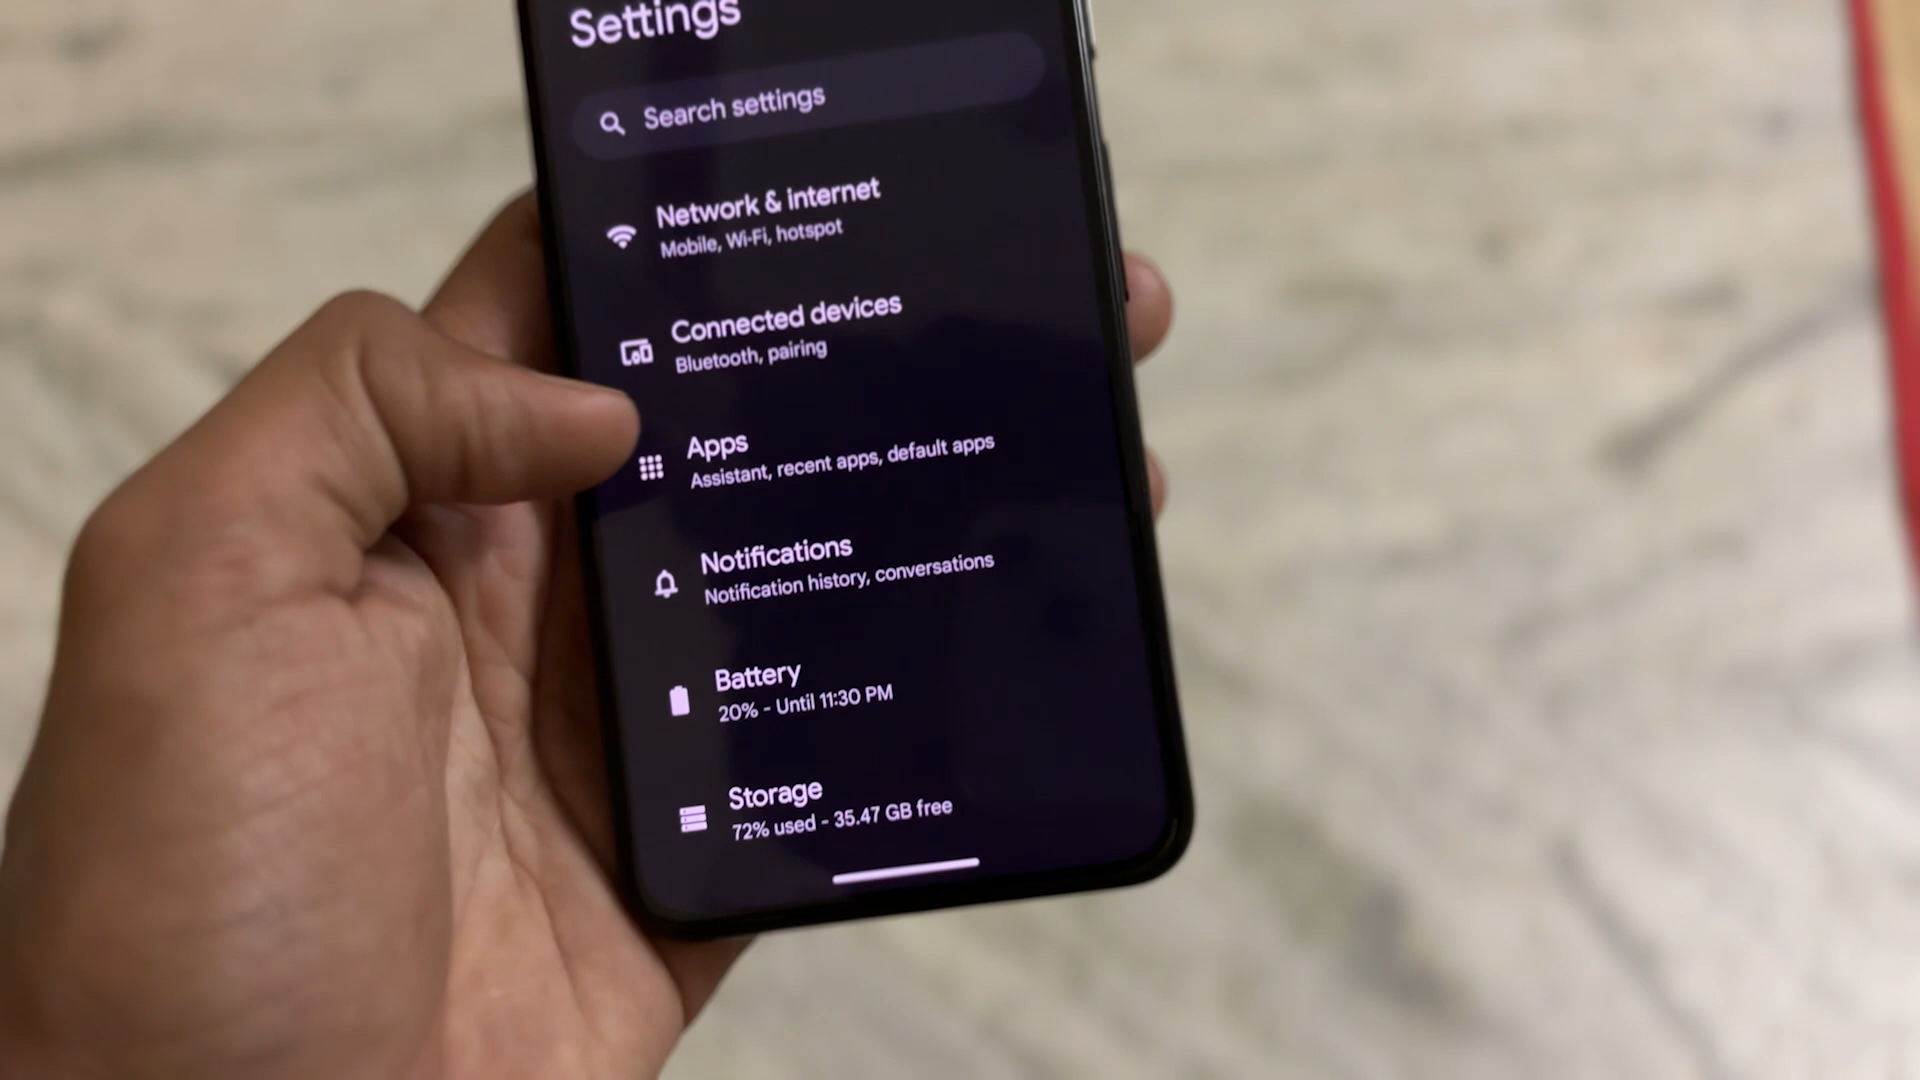 Settings
Search settings
Network & internet
Mobile, Wi-Fi, hotspot
Connected devices
Bluetooth, pairing
Apps
Assistant, recent apps, default apps
Notifications
Notification history, conversations
Battery
20% - Until 11:30 PM
Storage
72% used - 35.47 GB free